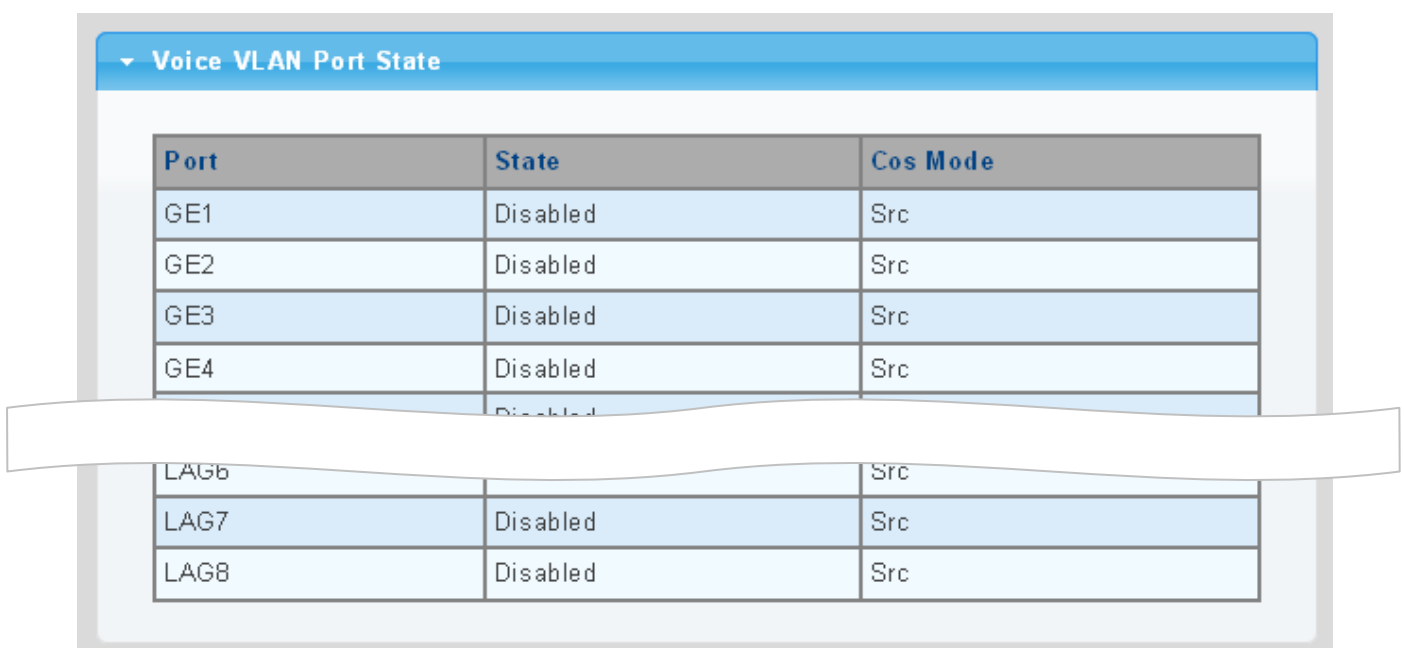 Voice VLAN Port State
Port State Cos Mode
GE1 Disabled Src
GE2 Disabled Src
GE3 Disabled Src
GE4 Disabled Src
Disabled
LAG6 Src
LAG7 Disabled Src
LAG8 Disabled Src